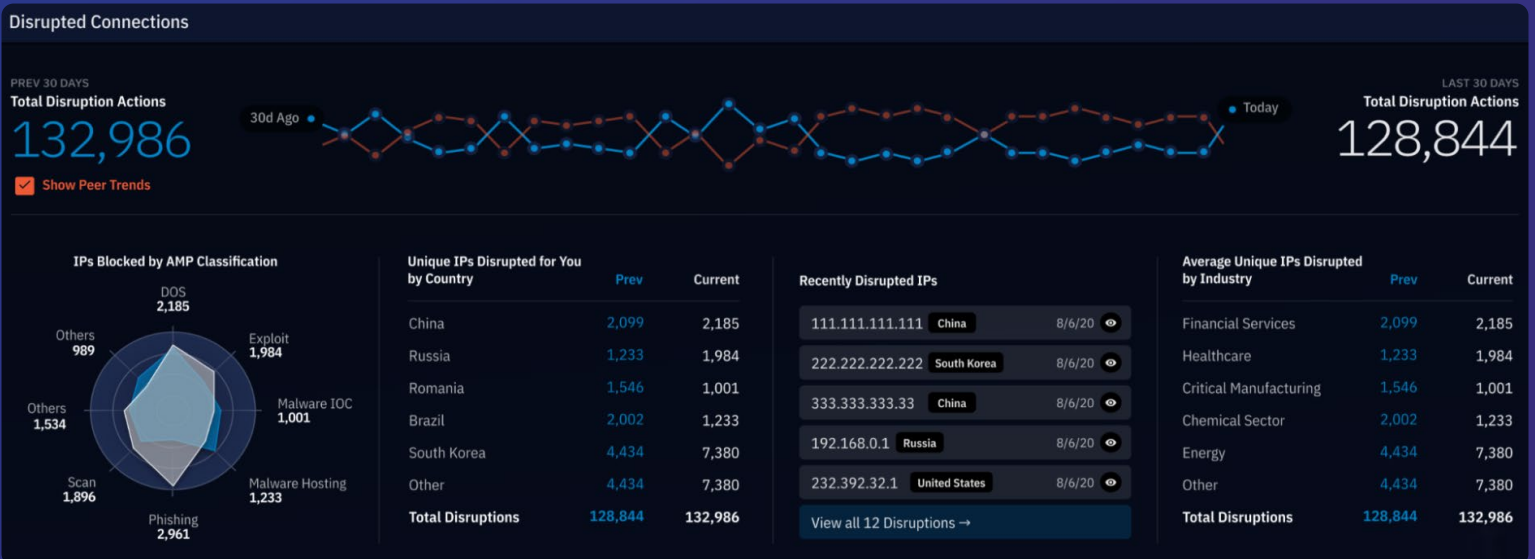 Disrupted Connections
PREV 30 DAYS
Total Disruption Actions
132,986
Show Peer Trends
30d Ago
Today
LAST 30 DAYS
Total Disruption Actions
128,844
IPs Blocked by AMP Classification
DOS
2,185
Exploit
1,984
Malware IOC
1,001
Malware Hosting
1,233
Phishing
2,961
Scan
1,896
Others
1,534
Others
989
Unique IPs Disrupted for You
by Country Prev Current
China 2,099 2,185
Russia 1,233 1,984
Romania 1,546 1,001
Brazil 2,002 1,233
South Korea 4,434 7,380
Other 4,434 7,380
Total Disruptions 128,844 132,986
Recently Disrupted IPs
111.111.111.111 China 8/6/20
222.222.222.222 South Korea 8/6/20
333.333.333.33 China 8/6/20
192.168.0.1 Russia 8/6/20
232.392.32.1 United States 8/6/20
View all 12 Disruptions →
Average Unique IPs Disrupted
by Industry Prev Current
Financial Services 2,099 2,185
Healthcare 1,233 1,984
Critical Manufacturing 1,546 1,001
Chemical Sector 2,002 1,233
Energy 4,434 7,380
Other 4,434 7,380
Total Disruptions 128,844 132,986